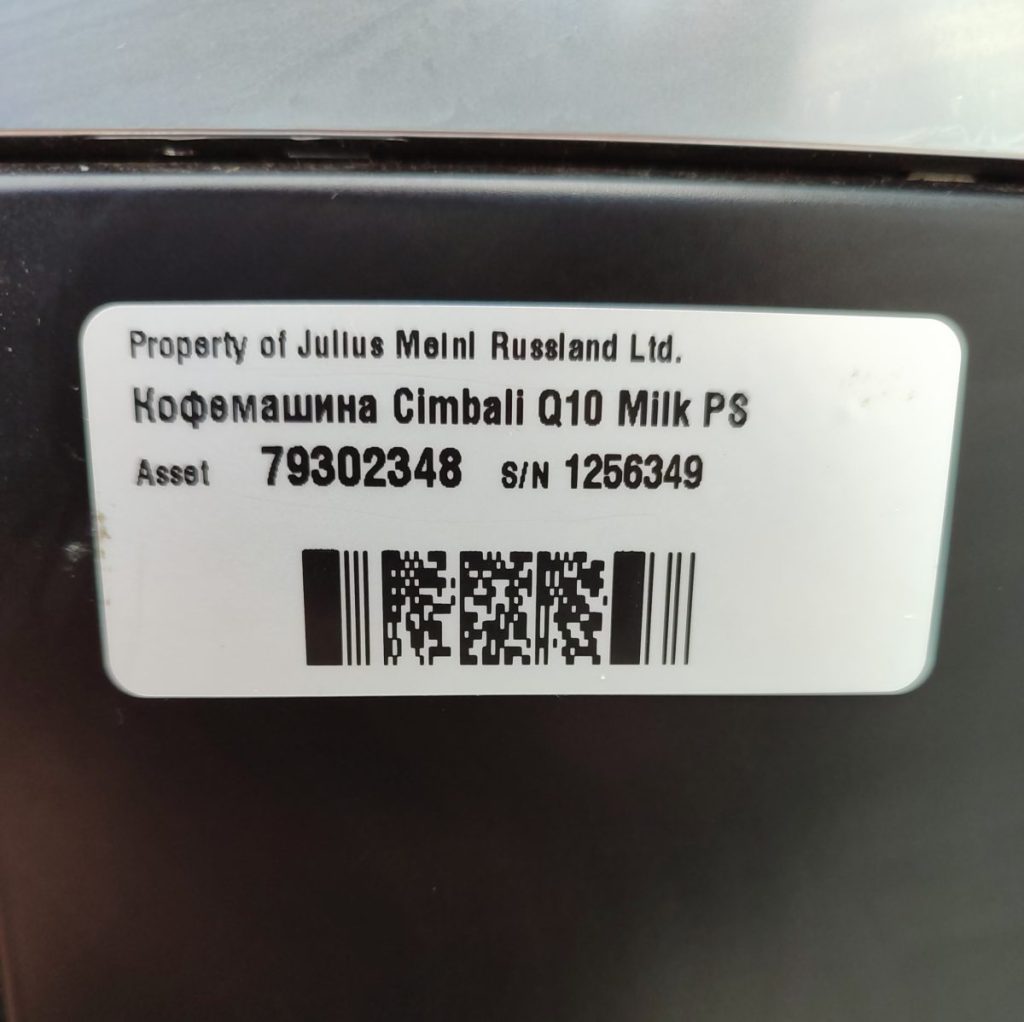 Property of Julius Meinl Russland Ltd.
Кофемашина Cimbali Q10 Milk PS
Asset 79302348 S/N 1256349